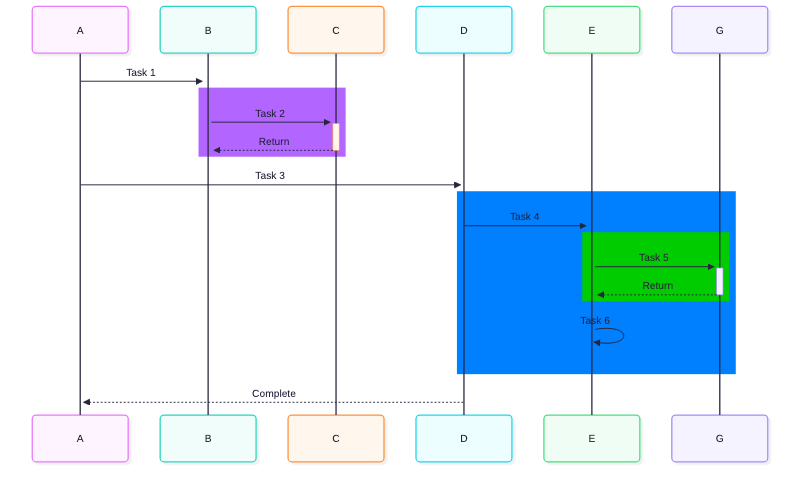 A
B
C
D
E
G
Task 1
Task 2
Return
Task 3
Task 4
Task 5
Return
Task 6
Complete
A
B
C
D
E
G